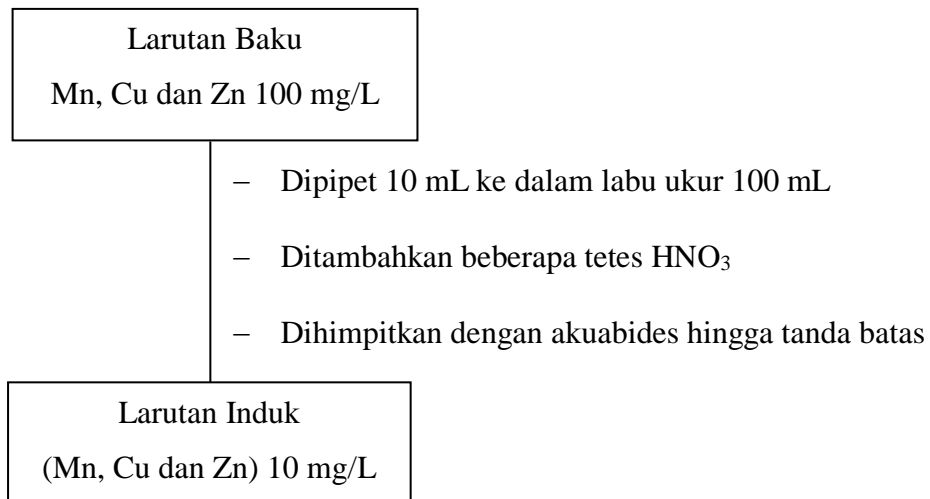 Larutan Baku
Mn, Cu dan Zn 100 mg/L
– Dipipet 10 mL ke dalam labu ukur 100 mL
– Ditambahkan beberapa tetes HNO₃
– Dihimpitkan dengan akuabides hingga tanda batas
Larutan Induk
(Mn, Cu dan Zn) 10 mg/L